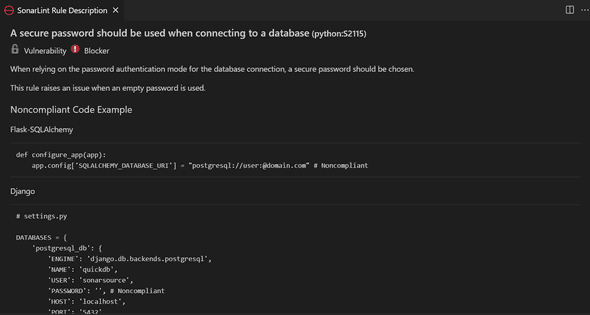 SonarLint Rule Description
A secure password should be used when connecting to a database (python:S2115)
Vulnerability Blocker
When relying on the password authentication mode for the database connection, a secure password should be chosen.
This rule raises an issue when an empty password is used.
Noncompliant Code Example
Flask-SQLAlchemy
def configure_app(app):
app.config['SQLALCHEMY_DATABASE_URI'] = "postgresql://user:@domain.com" # Noncompliant
Django
# settings.py
DATABASES = {
'postgresql_db': {
'ENGINE': 'django.db.backends.postgresql',
'NAME': 'quickdb',
'USER': 'sonarsource',
'PASSWORD': '', # Noncompliant
'HOST': 'localhost',
'PORT': '5432'